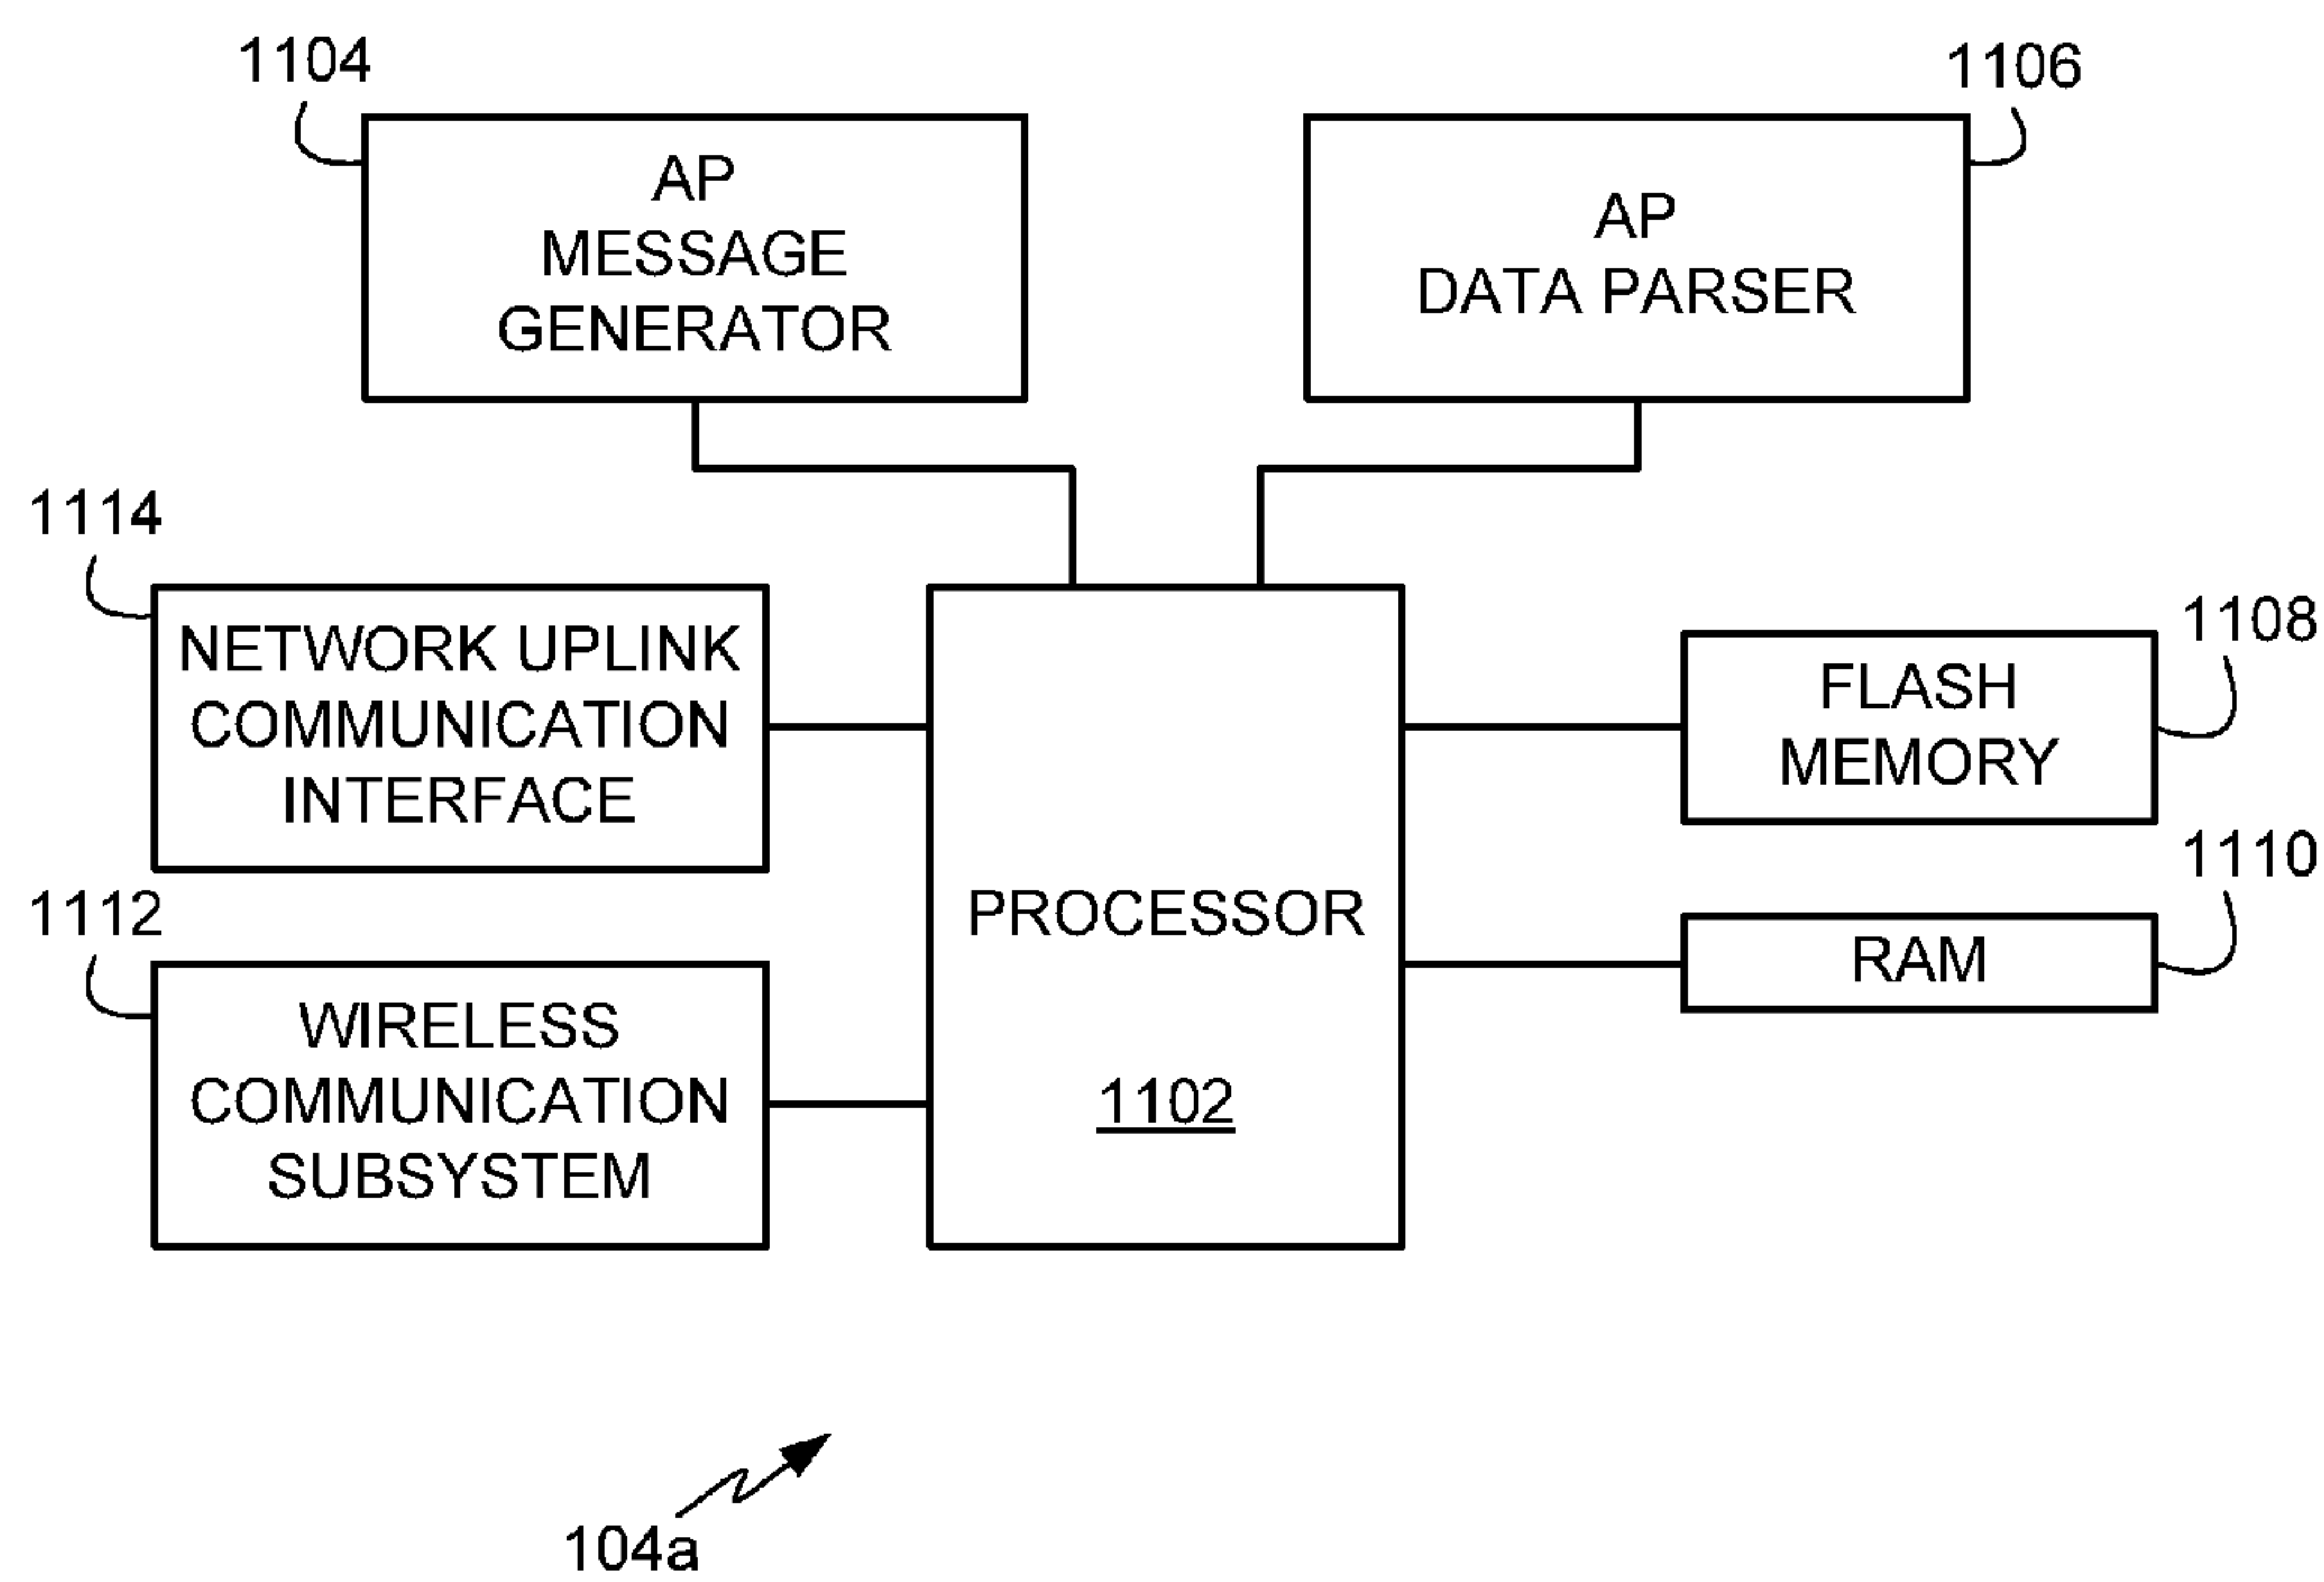 1104
1106
AP
MESSAGE
GENERATOR
AP
DATA PARSER
1114
NETWORK UPLINK
COMMUNICATION
INTERFACE
1108
FLASH
MEMORY
1112
WIRELESS
COMMUNICATION
SUBSYSTEM
PROCESSOR
1102
1110
RAM
104a